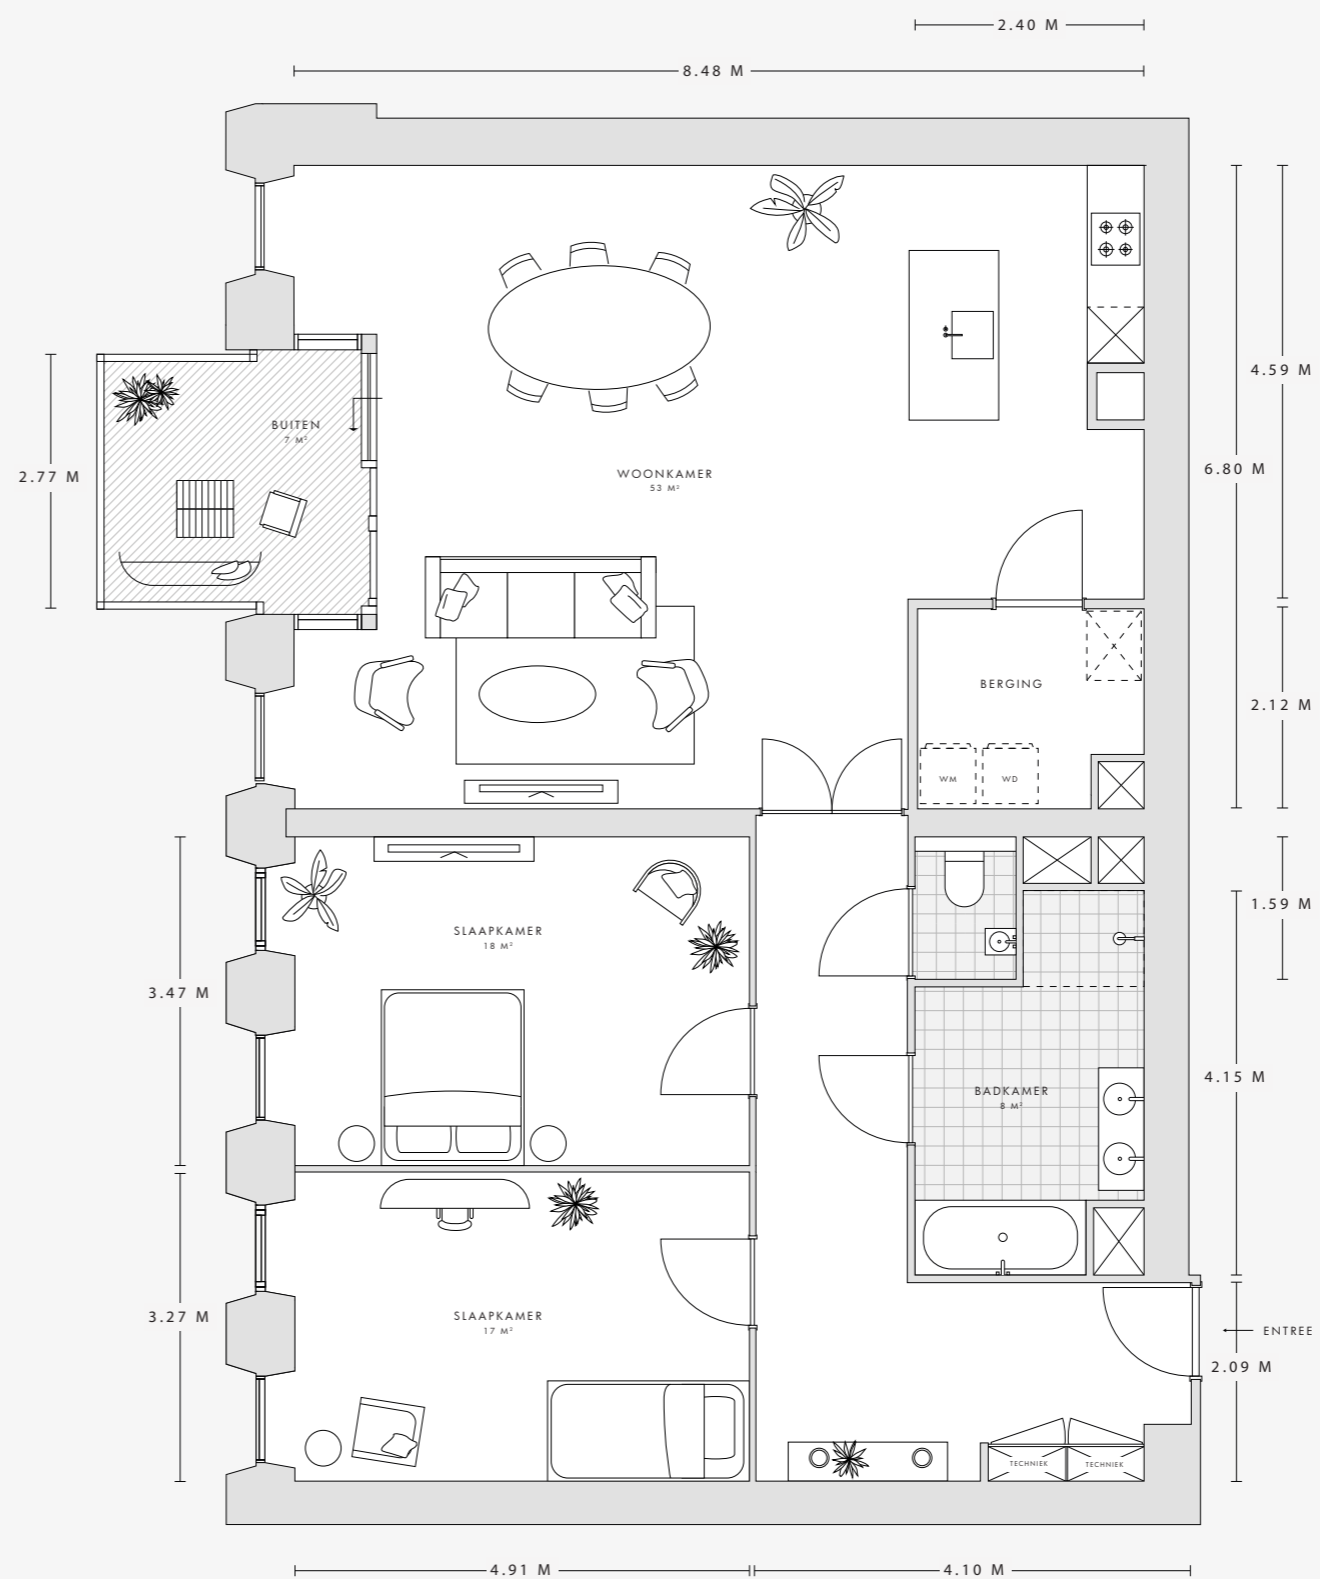 2.40 M
8.48 M
4.59 M
BUITEN
7 M²
6.80 M
WOONKAMER
53 M²
2.77 M
BERGING
2.12 M
WM
WD
1.59 M
SLAAPKAMER
18 M²
3.47 M
4.15 M
BADKAMER
8 M²
SLAAPKAMER
17 M²
3.27 M
ENTREE
2.09 M
TECHNIEK
TECHNIEK
4.91 M
4.10 M